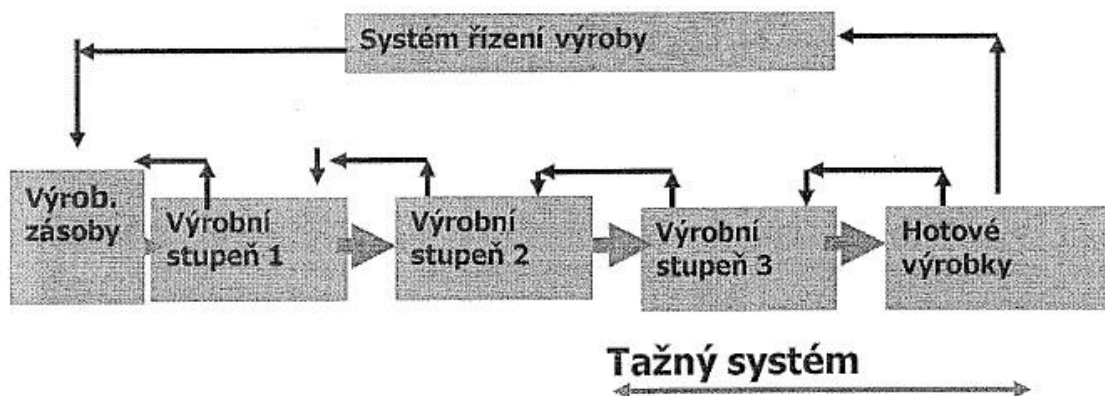 Systém řízení výroby
Výrob.
zásoby
Výrobní
stupeň 1
Výrobní
stupeň 2
Výrobní
stupeň 3
Hotové
výrobky
Tažný systém